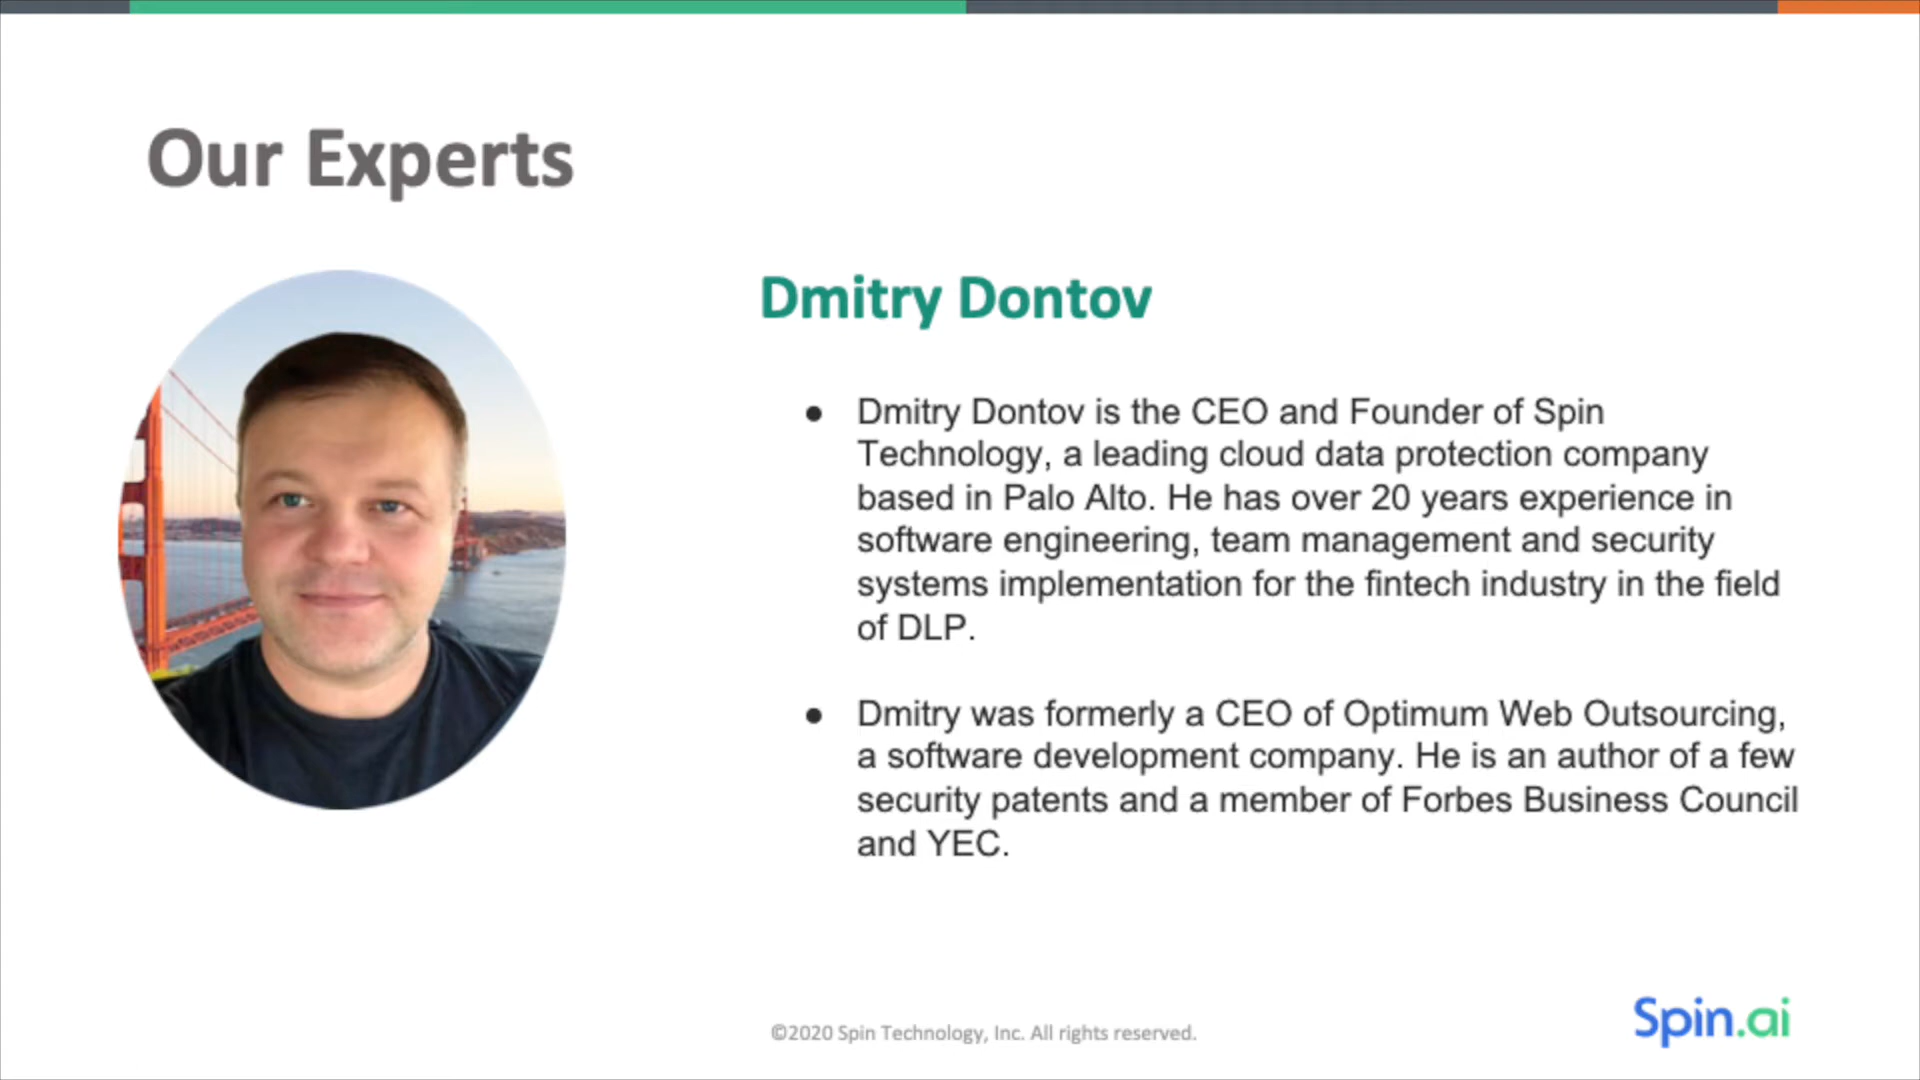 Our Experts
Dmitry Dontov
● Dmitry Dontov is the CEO and Founder of Spin
Technology, a leading cloud data protection company
based in Palo Alto. He has over 20 years experience in
software engineering, team management and security
systems implementation for the fintech industry in the field
of DLP.
● Dmitry was formerly a CEO of Optimum Web Outsourcing,
a software development company. He is an author of a few
security patents and a member of Forbes Business Council
and YEC.
©2020 Spin Technology, Inc. All rights reserved.
Spin.ai